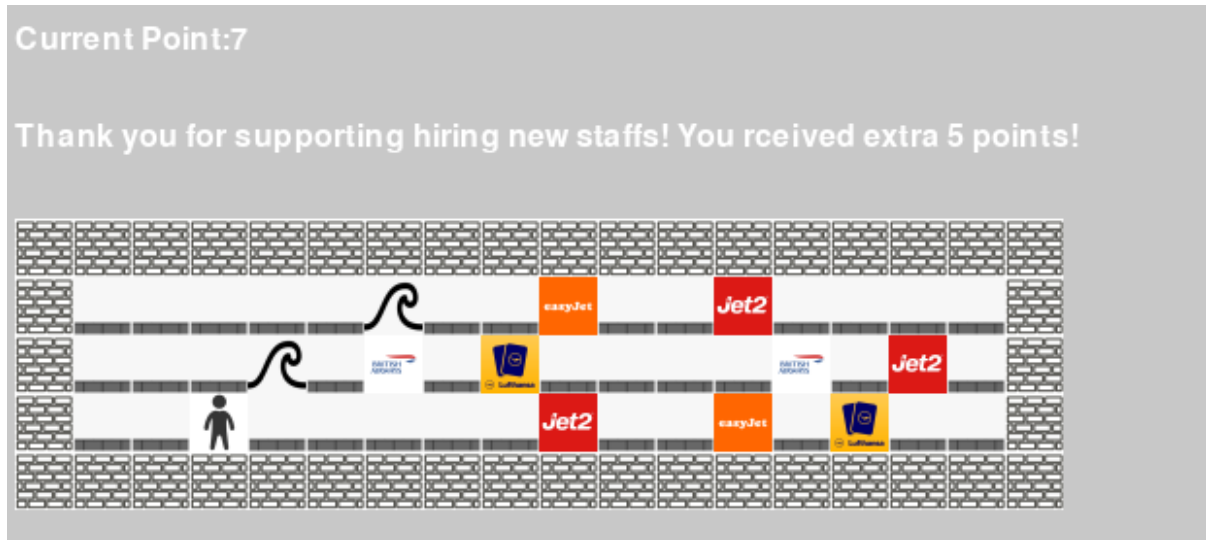 Current Point:7
Thank you for supporting hiring new staffs! You rceived extra 5 points!
easyJet Jet2
BRITISH AIRWAYS Lufthansa BRITISH AIRWAYS Jet2
Jet2 easyJet Lufthansa